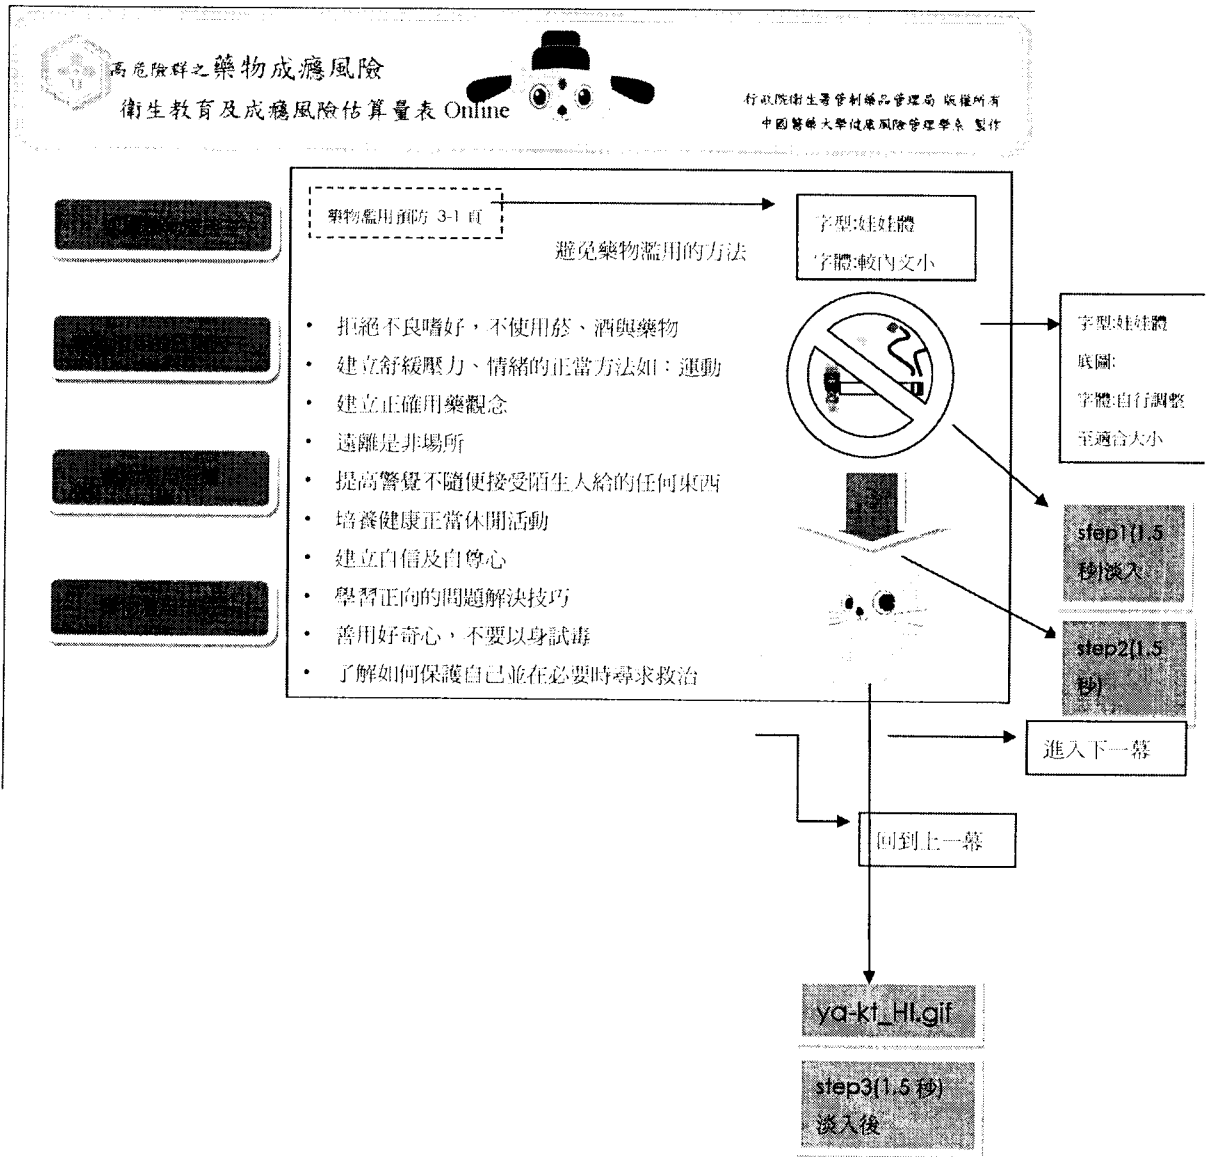 高危險群之藥物成癮風險
衛生教育及成癮風險估算量表 Online
行政院衛生署管制藥品管理局 版權所有
中國醫藥大學健康風險管理學系 製作
藥物濫用預防 3-1 頁
避免藥物濫用的方法
字型:娃娃體
字體:較內文小
• 拒絕不良嗜好，不使用菸、酒與藥物
• 建立舒緩壓力、情緒的正常方法如：運動
• 建立正確用藥觀念
• 遠離是非場所
• 提高警覺不隨便接受陌生人給的任何東西
• 培養健康正常休閒活動
• 建立自信及自尊心
• 學習正向的問題解決技巧
• 善用好奇心，不要以身試毒
• 了解如何保護自己並在必要時尋求救治
字型:娃娃體
底圖:
字體:自行調整
至適合大小
step1(1.5
秒)淡入
step2(1.5
秒)
進入下一幕
回到上一幕
ya-kt_HI.gif
step3(1.5 秒)
淡入後